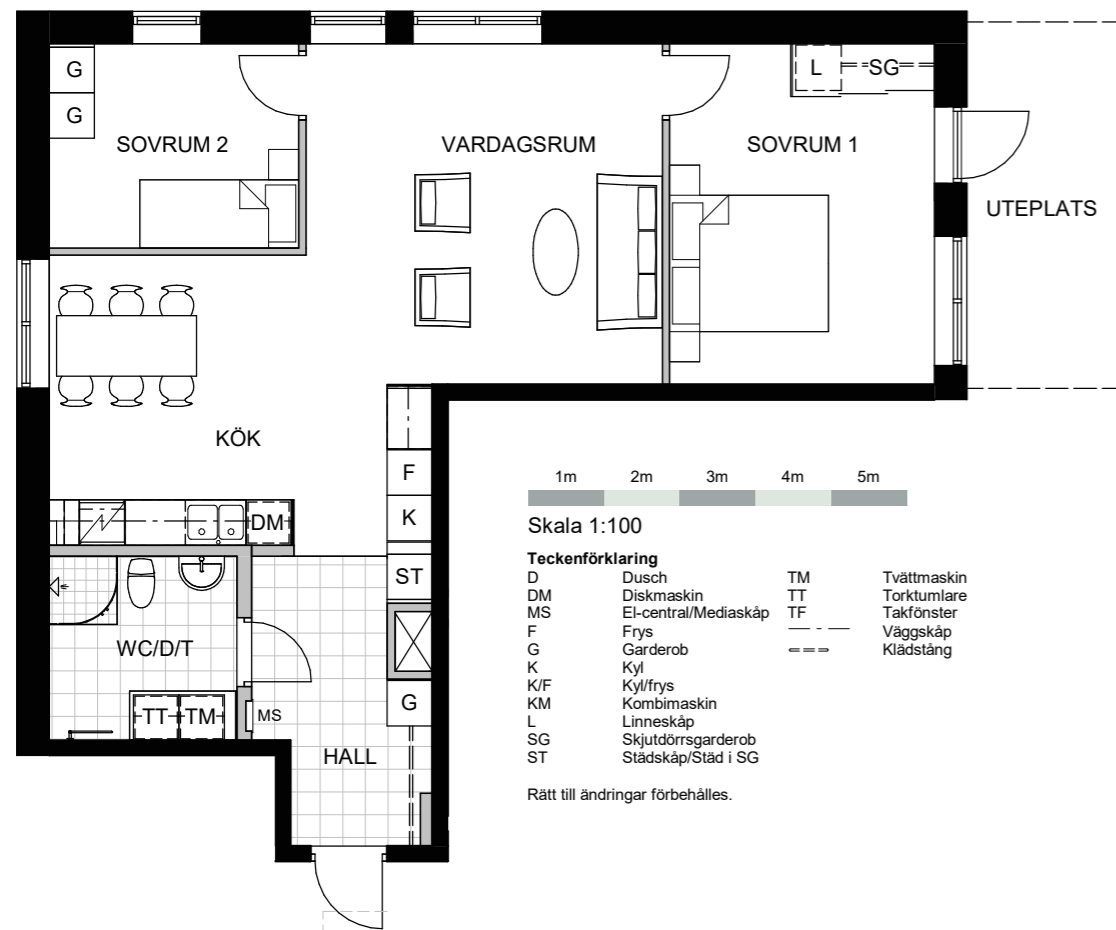 G
L
SG
G
SOVRUM 2
VARDAGSRUM
SOVRUM 1
UTEPLATS
KÖK
F
K
DM
ST
WC/D/T
G
TT
TM
MS
HALL
1m 2m 3m 4m 5m
Skala 1:100
Teckenförklaring
D Dusch TM Tvättmaskin
DM Diskmaskin TT Torktumlare
MS El-central/Mediaskåp TF Takfönster
F Frys Väggskåp
G Garderob Klädstång
K Kyl
K/F Kyl/frys
KM Kombimaskin
L Linneskåp
SG Skjutdörrsgarderob
ST Städskåp/Städ i SG
Rätt till ändringar förbehålles.